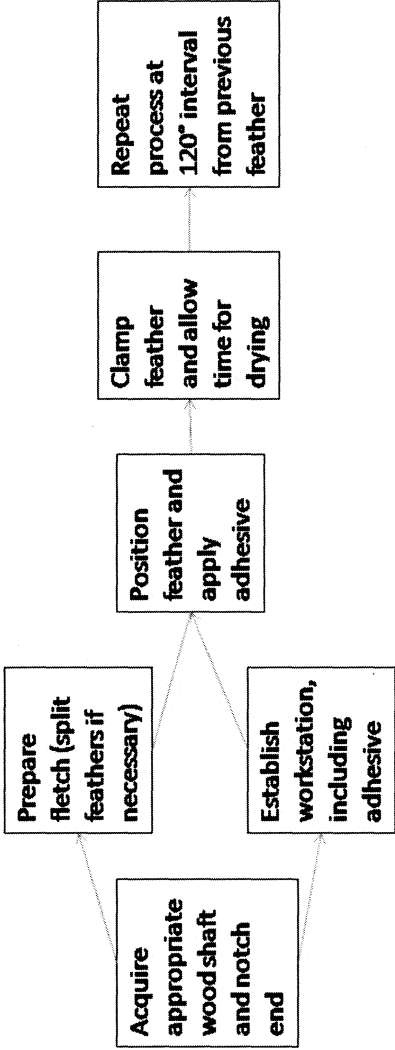 Acquire
appropriate
wood shaft
and notch
end
Prepare
fletch (split
feathers if
necessary)
Establish
workstation,
including
adhesive
Position
feather and
apply
adhesive
Clamp
feather
and allow
time for
drying
Repeat
process at
120° interval
from previous
feather